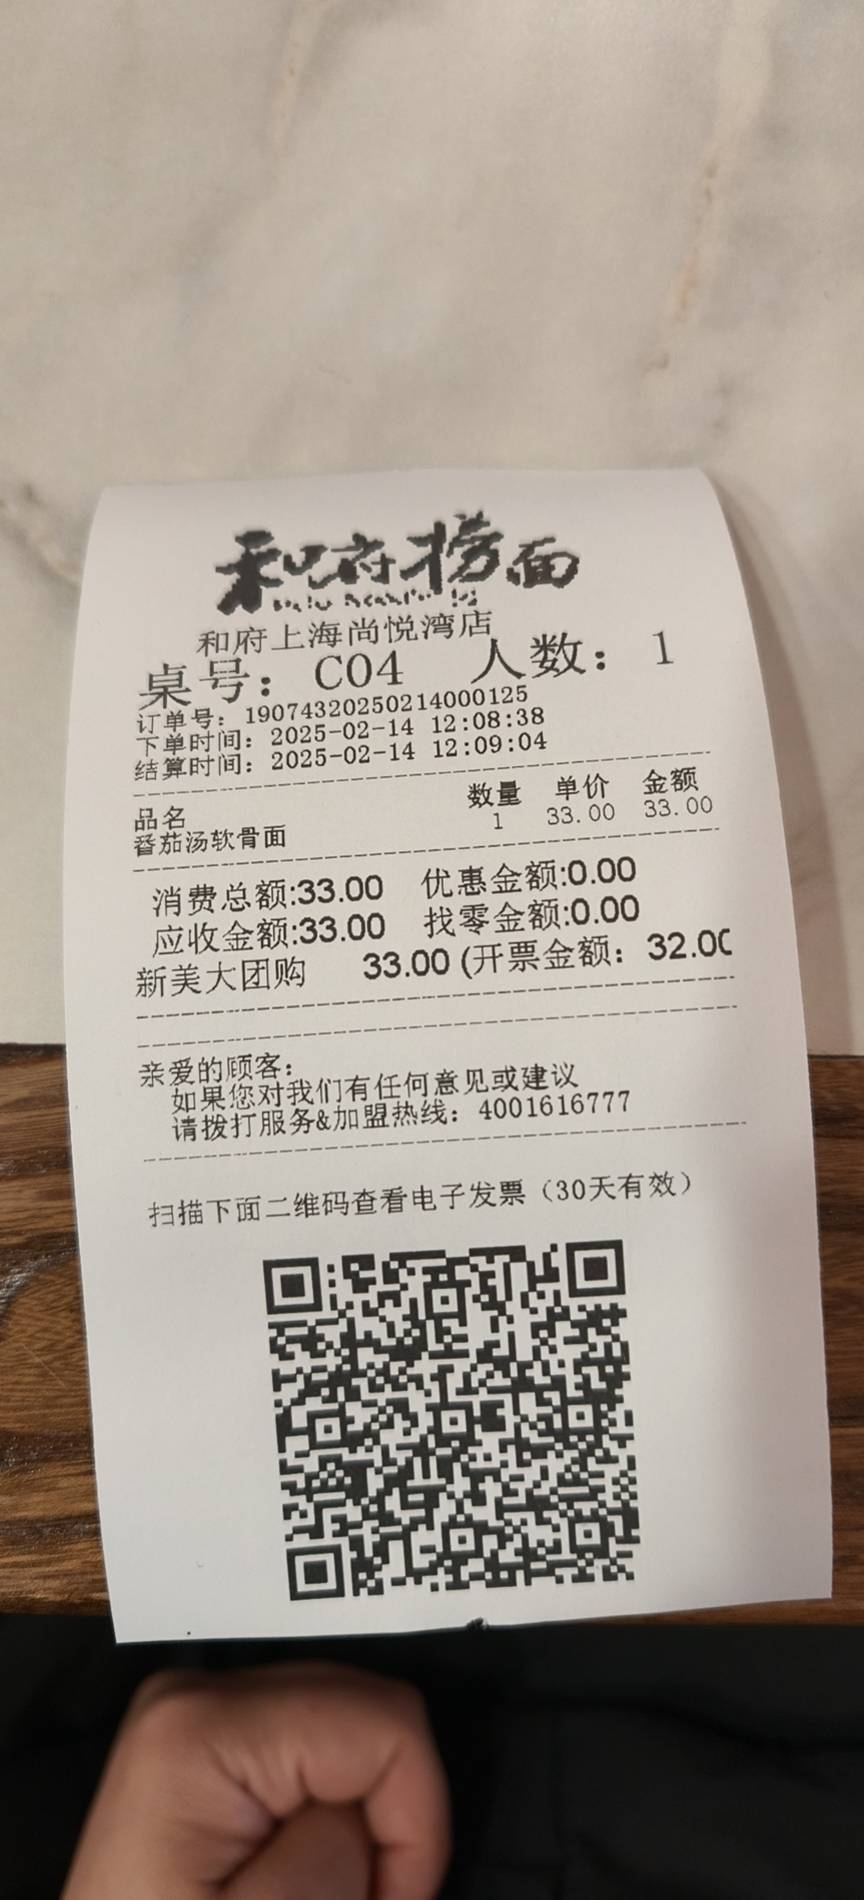 和府捞面
和府上海尚悦湾店
桌号：C04 人数：1
订单号：19074320250214000125
下单时间：2025-02-14 12:08:38
结算时间：2025-02-14 12:09:04
品名 数量 单价 金额
番茄汤软骨面 1 33.00 33.00
消费总额:33.00 优惠金额:0.00
应收金额:33.00 找零金额:0.00
新美大团购 33.00 (开票金额：32.00
亲爱的顾客：
如果您对我们有任何意见或建议
请拨打服务&加盟热线：4001616777
扫描下面二维码查看电子发票（30天有效）